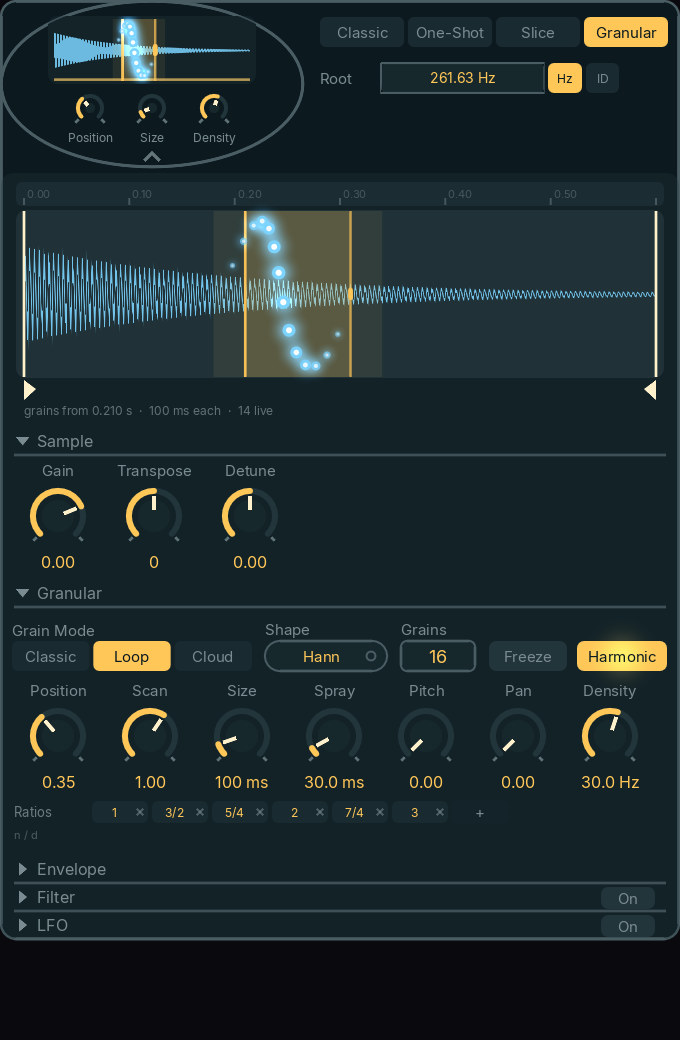 Classic One-Shot Slice Granular
Root 261.63 Hz Hz ID
Position Size Density
0.00 0.10 0.20 0.30 0.40 0.50
grains from 0.210 s · 100 ms each · 14 live
Sample
Gain Transpose Detune
0.00 0 0.00
Granular
Grain Mode Shape Grains
Classic Loop Cloud Hann 16 Freeze Harmonic
Position Scan Size Spray Pitch Pan Density
0.35 1.00 100 ms 30.0 ms 0.00 0.00 30.0 Hz
Ratios 1 × 3/2 × 5/4 × 2 × 7/4 × 3 × +
n / d
Envelope
Filter On
LFO On